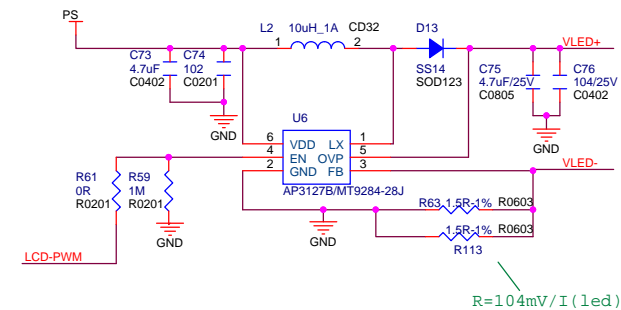 PS
L2 10uH_1A CD32
1 2
D13
SS14
SOD123
VLED+
C73
4.7uF
C0402
C74
102
C0201
C75
4.7uF/25V
C0805
C76
104/25V
C0402
GND
GND
U6
6 VDD LX 1
4 EN OVP 5
2 GND FB 3
AP3127B/MT9284-28J
VLED-
R61
0R
R0201
R59
1M
R0201
GND
GND
R63 1.5R-1% R0603
1.5R-1% R0603
R113
LCD-PWM
R=104mV/I(led)